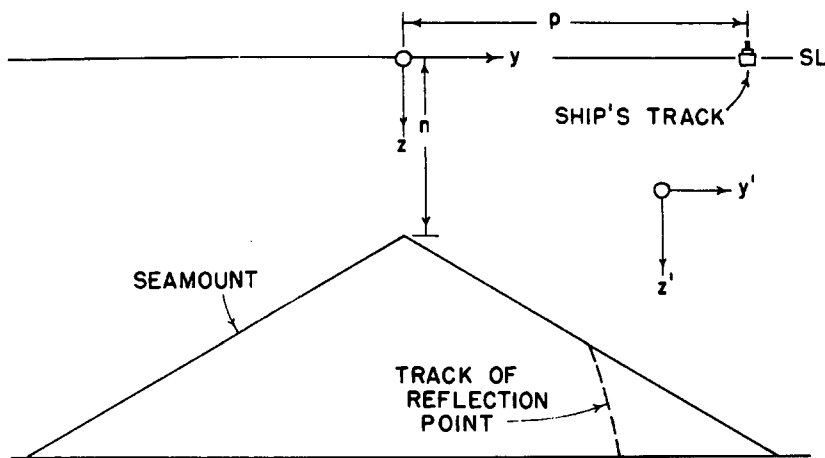 p
y
SL
SHIP'S TRACK
z
n
y'
z'
SEAMOUNT
TRACK OF
REFLECTION
POINT